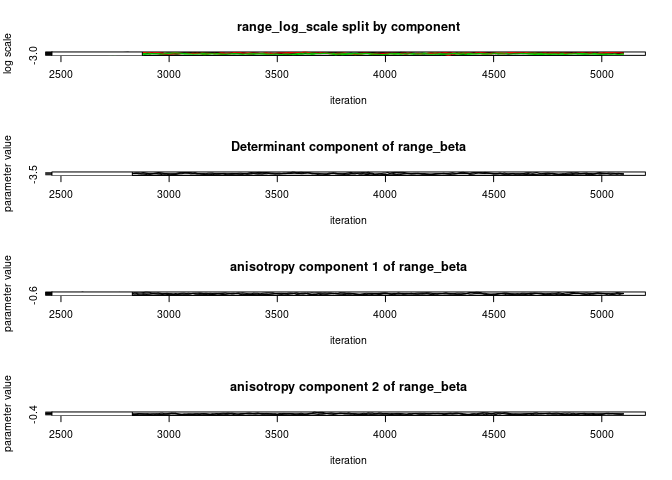 range_log_scale split by component
log scale
-3.0
2500 3000 3500 4000 4500 5000
iteration
Determinant component of range_beta
parameter value
-3.5
2500 3000 3500 4000 4500 5000
iteration
anisotropy component 1 of range_beta
parameter value
-0.6
2500 3000 3500 4000 4500 5000
iteration
anisotropy component 2 of range_beta
parameter value
-0.4
2500 3000 3500 4000 4500 5000
iteration